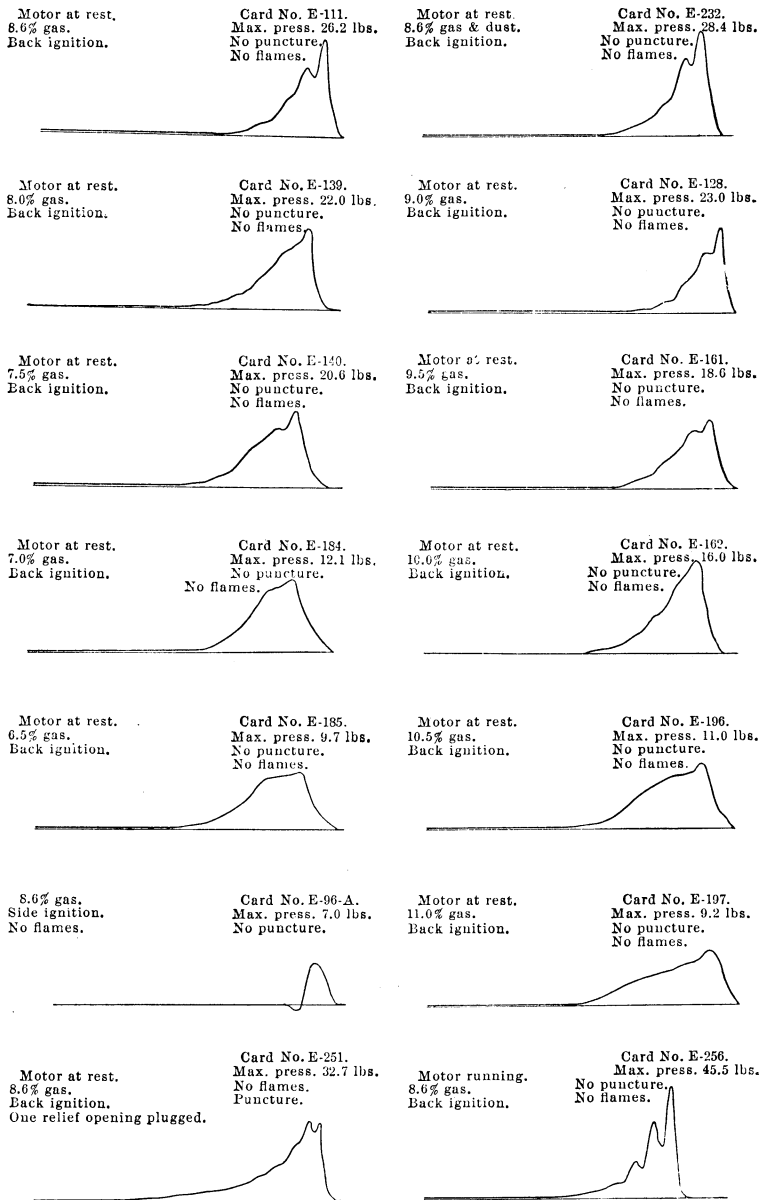 Motor at rest.
8.6% gas.
Back ignition.
Card No. E-111.
Max. press. 26.2 lbs.
No puncture.
No flames.
Motor at rest.
8.6% gas & dust.
Back ignition.
Card No. E-232.
Max. press. 28.4 lbs.
No puncture.
No flames.
Motor at rest.
8.0% gas.
Back ignition.
Card No. E-139.
Max. press. 22.0 lbs.
No puncture.
No flames.
Motor at rest.
9.0% gas.
Back ignition.
Card No. E-128.
Max. press. 23.0 lbs.
No puncture.
No flames.
Motor at rest.
7.5% gas.
Back ignition.
Card No. E-140.
Max. press. 20.6 lbs.
No puncture.
No flames.
Motor at rest.
9.5% gas.
Back ignition.
Card No. E-161.
Max. press. 18.6 lbs.
No puncture.
No flames.
Motor at rest.
7.0% gas.
Back ignition.
Card No. E-184.
Max. press. 12.1 lbs.
No puncture.
No flames.
Motor at rest.
10.0% gas.
Back ignition.
Card No. E-162.
Max. press. 16.0 lbs.
No puncture.
No flames.
Motor at rest.
6.5% gas.
Back ignition.
Card No. E-185.
Max. press. 9.7 lbs.
No puncture.
No flames.
Motor at rest.
10.5% gas.
Back ignition.
Card No. E-196.
Max. press. 11.0 lbs.
No puncture.
No flames.
8.6% gas.
Side ignition.
No flames.
Card No. E-96-A.
Max. press. 7.0 lbs.
No puncture.
Motor at rest.
11.0% gas.
Back ignition.
Card No. E-197.
Max. press. 9.2 lbs.
No puncture.
No flames.
Motor at rest.
8.6% gas.
Back ignition.
One relief opening plugged.
Card No. E-251.
Max. press. 32.7 lbs.
No flames.
Puncture.
Motor running.
8.6% gas.
Back ignition.
Card No. E-256.
Max. press. 45.5 lbs.
No puncture.
No flames.